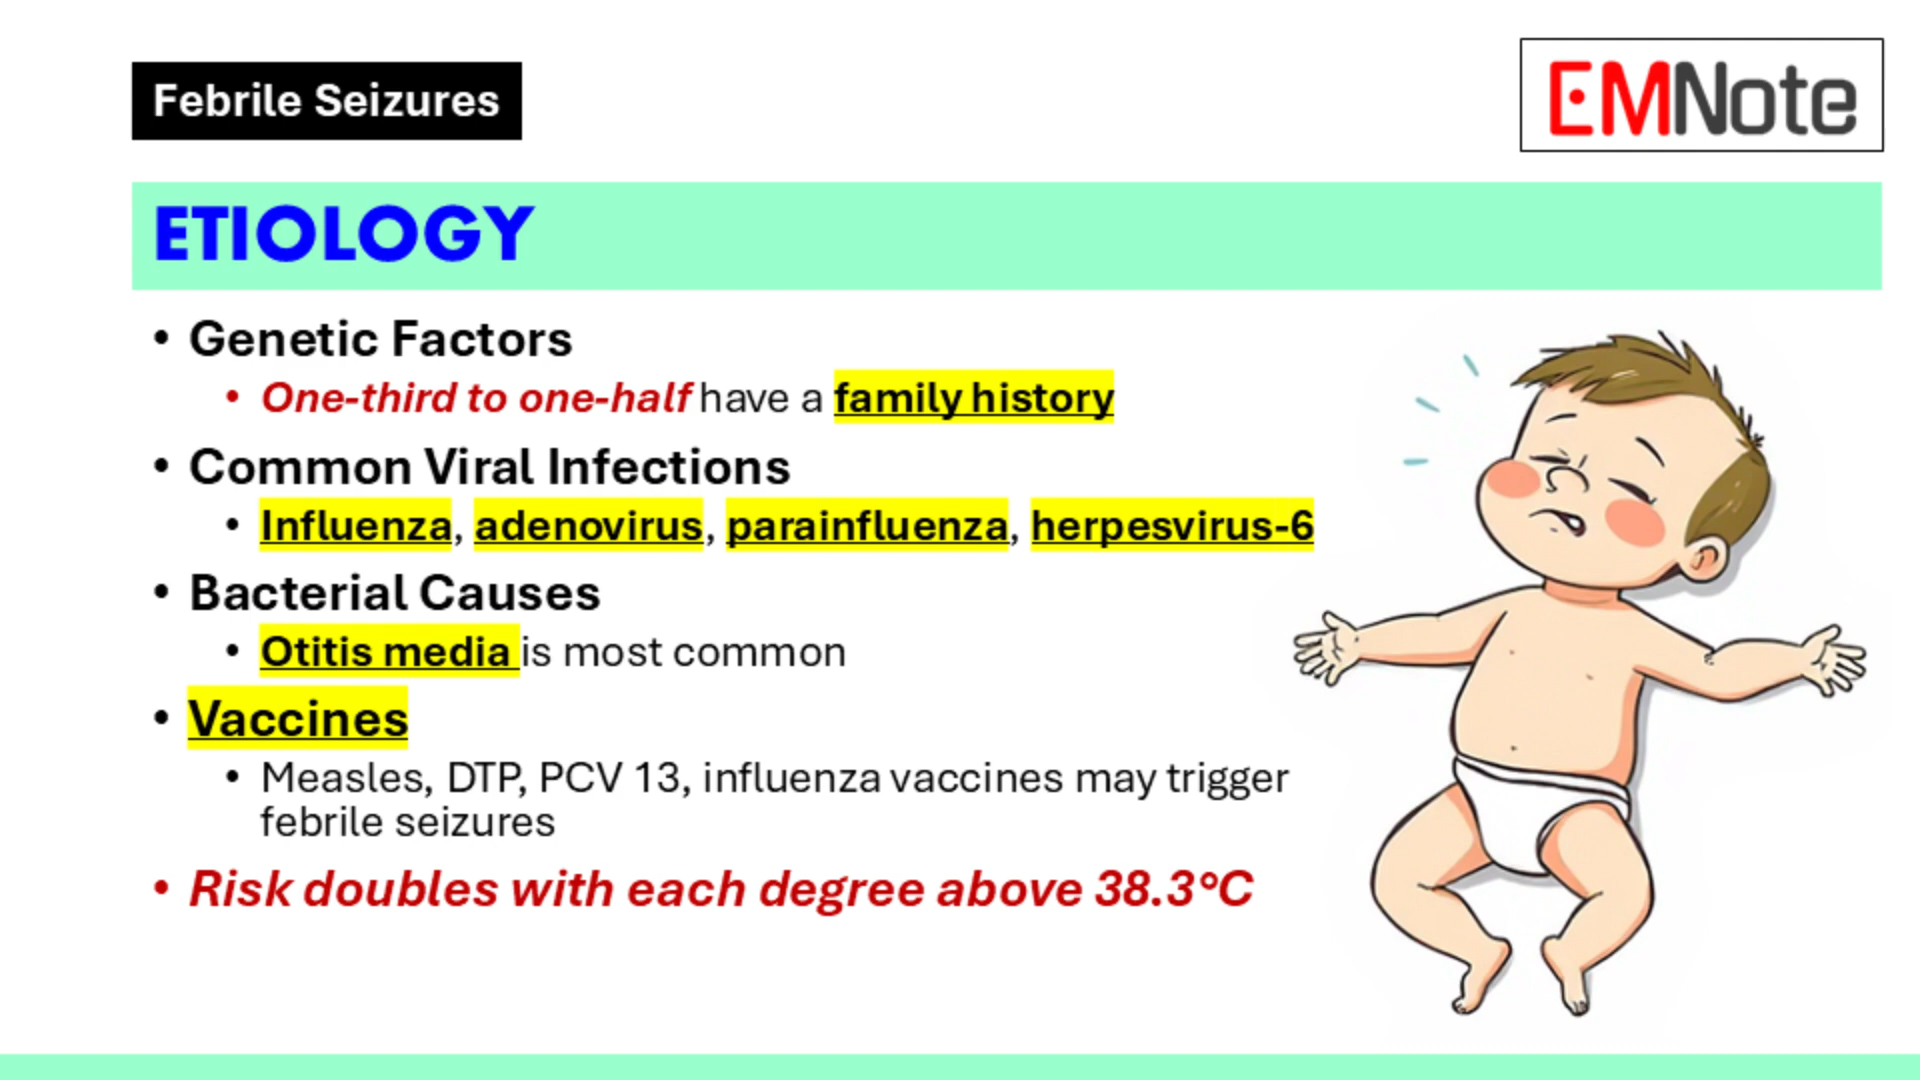 Febrile Seizures
EMNote
ETIOLOGY
• Genetic Factors
• One-third to one-half have a family history
• Common Viral Infections
• Influenza, adenovirus, parainfluenza, herpesvirus-6
• Bacterial Causes
• Otitis media is most common
• Vaccines
• Measles, DTP, PCV 13, influenza vaccines may trigger
febrile seizures
• Risk doubles with each degree above 38.3°C